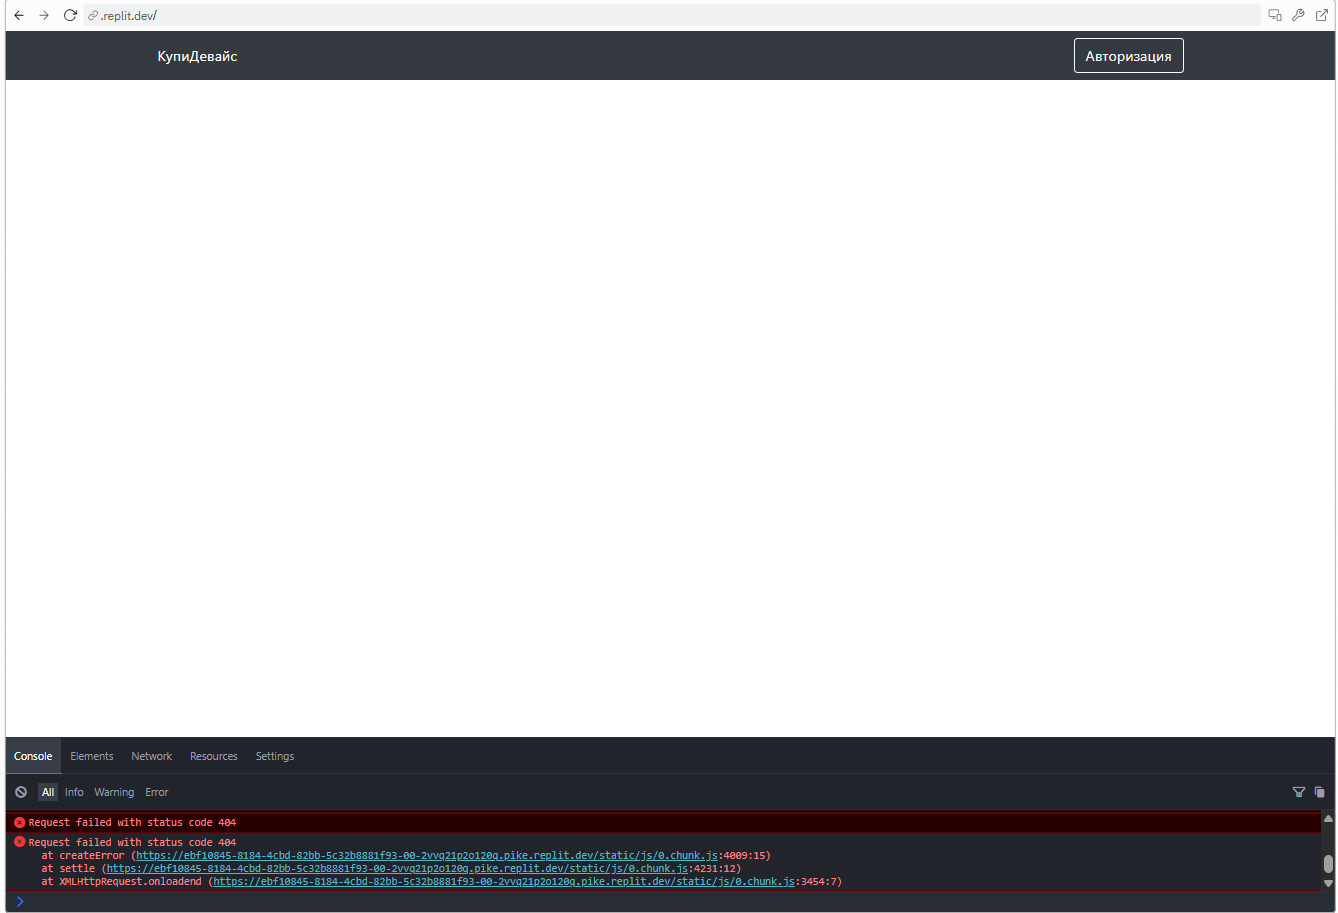 .replit.dev/
КупиДевайс
Авторизация
Console Elements Network Resources Settings
All Info Warning Error
Request failed with status code 404
Request failed with status code 404
at createError (https://ebf10845-8184-4cbd-82bb-5c32b8881f93-00-2vvq21p2o120q.pike.replit.dev/static/js/0.chunk.js:4009:15)
at settle (https://ebf10845-8184-4cbd-82bb-5c32b8881f93-00-2vvq21p2o120q.pike.replit.dev/static/js/0.chunk.js:4231:12)
at XMLHttpRequest.onloadend (https://ebf10845-8184-4cbd-82bb-5c32b8881f93-00-2vvq21p2o120q.pike.replit.dev/static/js/0.chunk.js:3454:7)